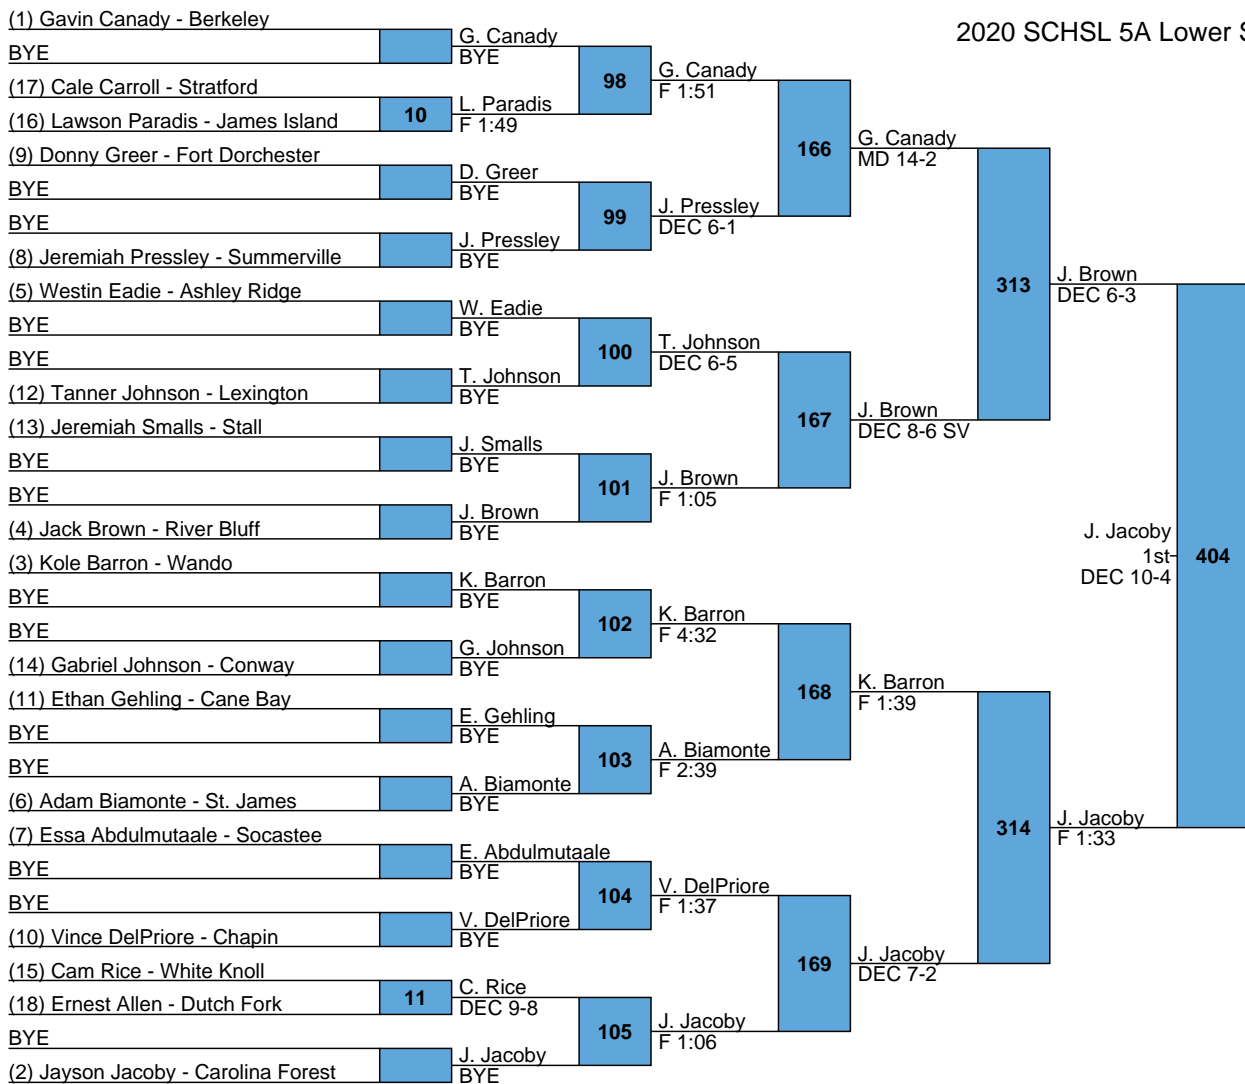 2020 SCHSL 5A Lower S
(1) Gavin Canady - Berkeley
BYE
(17) Cale Carroll - Stratford
(16) Lawson Paradis - James Island
(9) Donny Greer - Fort Dorchester
BYE
BYE
(8) Jeremiah Pressley - Summerville
(5) Westin Eadie - Ashley Ridge
BYE
BYE
(12) Tanner Johnson - Lexington
(13) Jeremiah Smalls - Stall
BYE
BYE
(4) Jack Brown - River Bluff
(3) Kole Barron - Wando
BYE
BYE
(14) Gabriel Johnson - Conway
(11) Ethan Gehling - Cane Bay
BYE
BYE
(6) Adam Biamonte - St. James
(7) Essa Abdulmutaale - Socastee
BYE
BYE
(10) Vince DelPriore - Chapin
(15) Cam Rice - White Knoll
(18) Ernest Allen - Dutch Fork
BYE
(2) Jayson Jacoby - Carolina Forest
10
11
G. Canady
BYE
L. Paradis
F 1:49
D. Greer
BYE
J. Pressley
BYE
W. Eadie
BYE
T. Johnson
BYE
J. Smalls
BYE
J. Brown
BYE
K. Barron
BYE
G. Johnson
BYE
E. Gehling
BYE
A. Biamonte
BYE
E. Abdulmutaale
BYE
V. DelPriore
BYE
C. Rice
DEC 9-8
J. Jacoby
BYE
98
99
100
101
102
103
104
105
G. Canady
F 1:51
J. Pressley
DEC 6-1
T. Johnson
DEC 6-5
J. Brown
F 1:05
K. Barron
F 4:32
A. Biamonte
F 2:39
V. DelPriore
F 1:37
J. Jacoby
F 1:06
166
167
168
169
G. Canady
MD 14-2
J. Brown
DEC 8-6 SV
K. Barron
F 1:39
J. Jacoby
DEC 7-2
313
314
J. Brown
DEC 6-3
J. Jacoby
F 1:33
J. Jacoby
1st
DEC 10-4
404